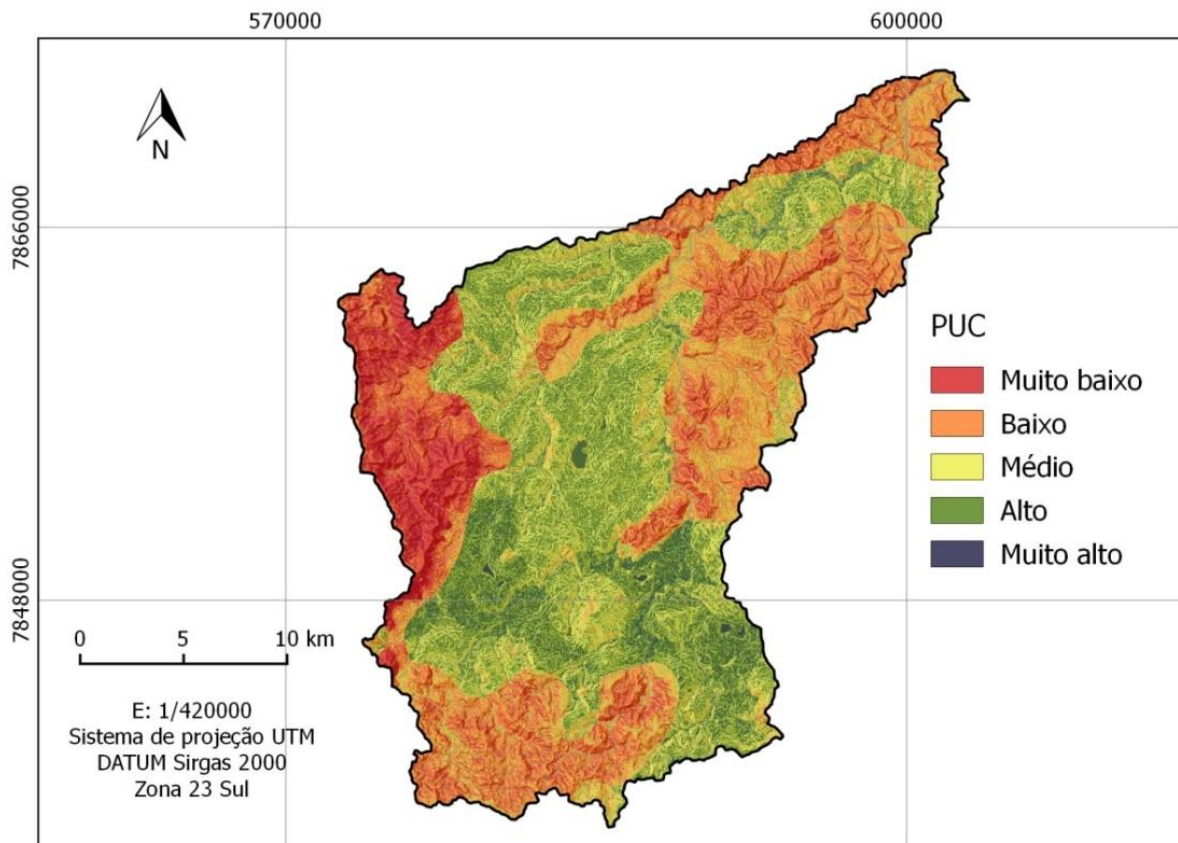 570000
600000
N
7866000
7848000
PUC
Muito baixo
Baixo
Médio
Alto
Muito alto
0 5 10 km
E: 1/420000
Sistema de projeção UTM
DATUM Sirgas 2000
Zona 23 Sul